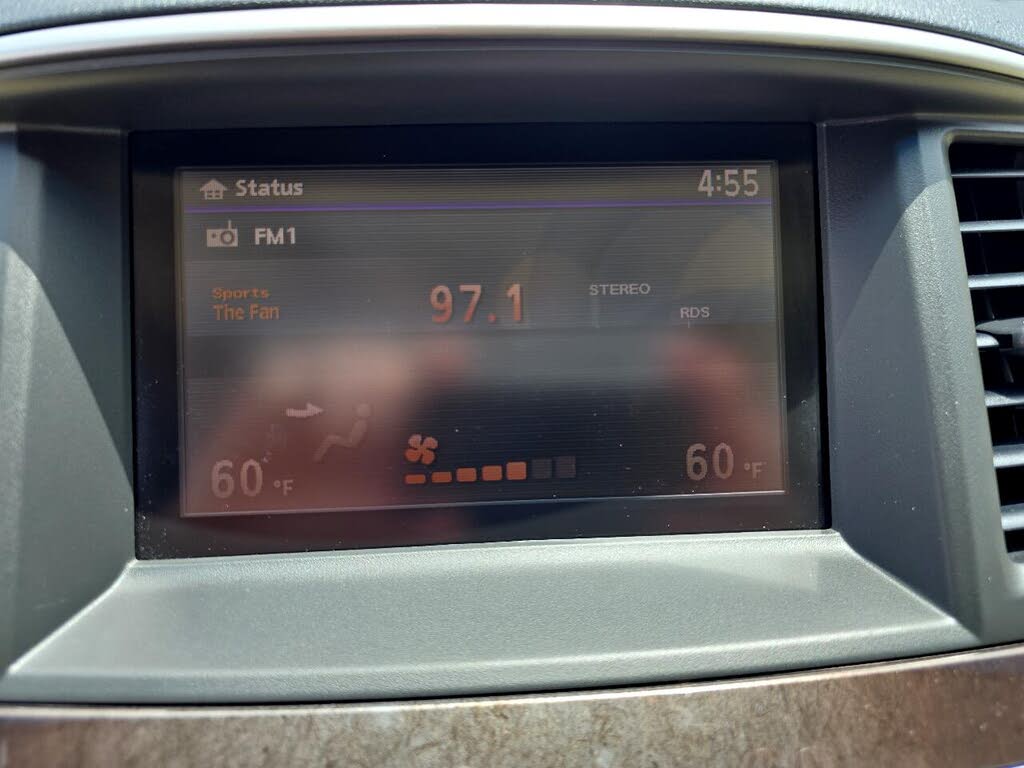 Status 4:55
FM1
Sports
The Fan
97.1
STEREO
RDS
60 °F
60 °F